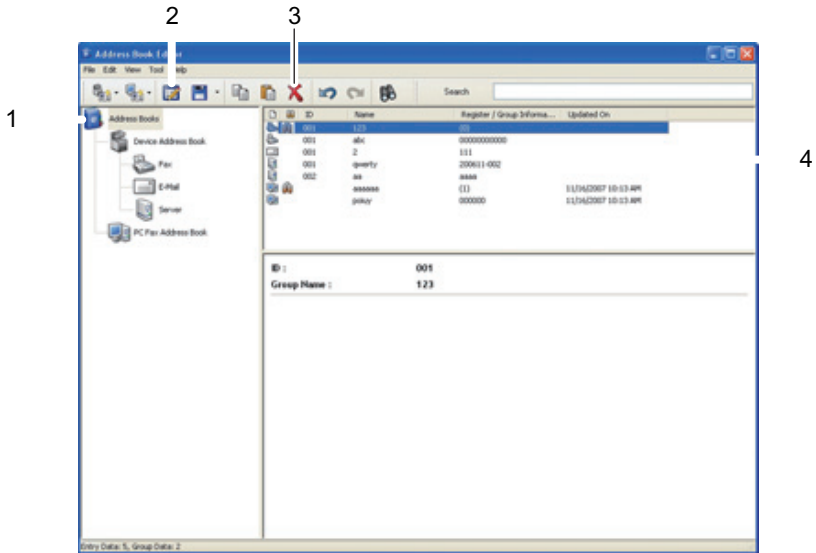 2 3
Address Book Editor
File Edit View Tool Help
Search
1
Address Books
Device Address Book
Fax
E-Mail
Server
PC Fax Address Book
ID Name Register / Group Informa... Updated On
001 123 (0)
001 abc 00000000000
001 2 111
001 qwerty 200611-002
002 aa aaaa
aaaaaa (1) 11/16/2007 10:13 AM
poiuy 000000 11/16/2007 10:13 AM
4
ID : 001
Group Name : 123
Entry Data: 5, Group Data: 2